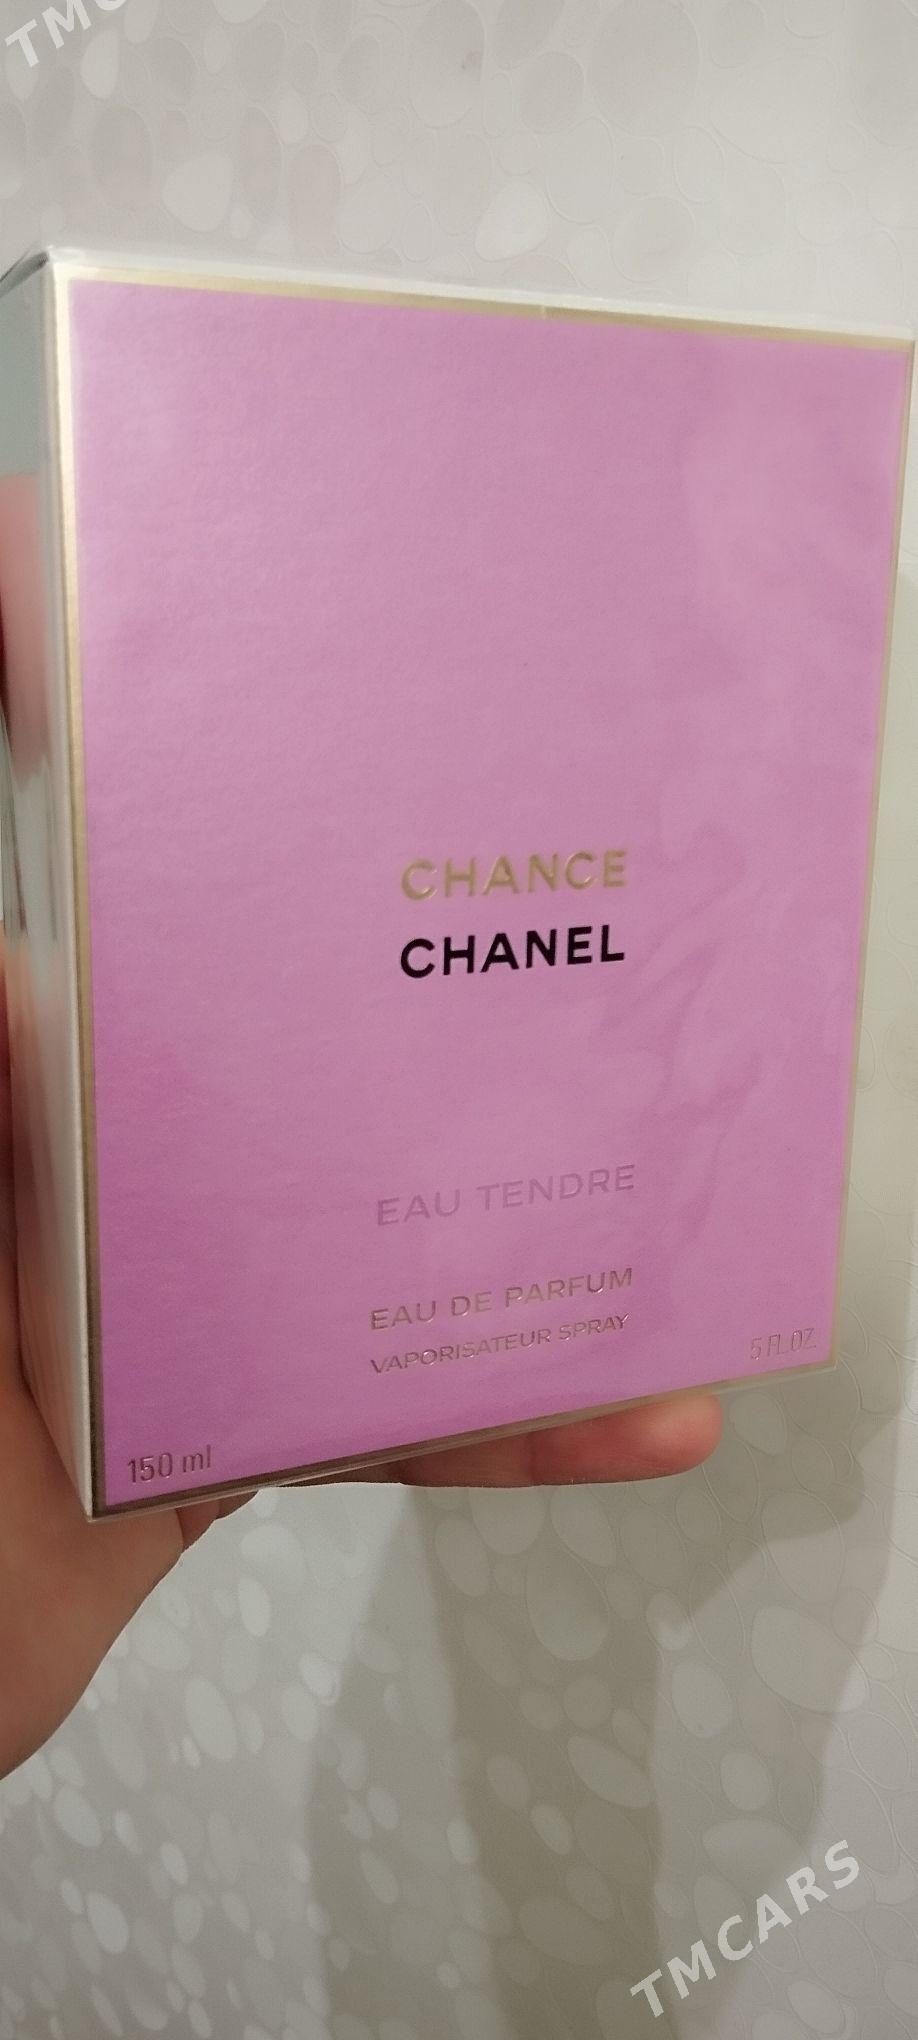 TMC
CHANCE
CHANEL
EAU TENDRE
EAU DE PARFUM
VAPORISATEUR SPRAY
5 FL.OZ.
150 ml
TMCARS